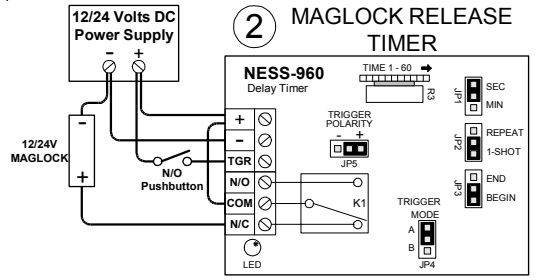 12/24 Volts DC
Power Supply
- +
2
MAGLOCK RELEASE
TIMER
NESS-960
Delay Timer
TIME 1 - 60
R3
JP1
SEC
MIN
TRIGGER
POLARITY
- +
JP5
JP2
REPEAT
1-SHOT
JP3
END
BEGIN
TRIGGER
MODE
A
B
JP4
+
-
TGR
N/O
COM
N/C
K1
LED
-
12/24V
MAGLOCK
+
N/O
Pushbutton